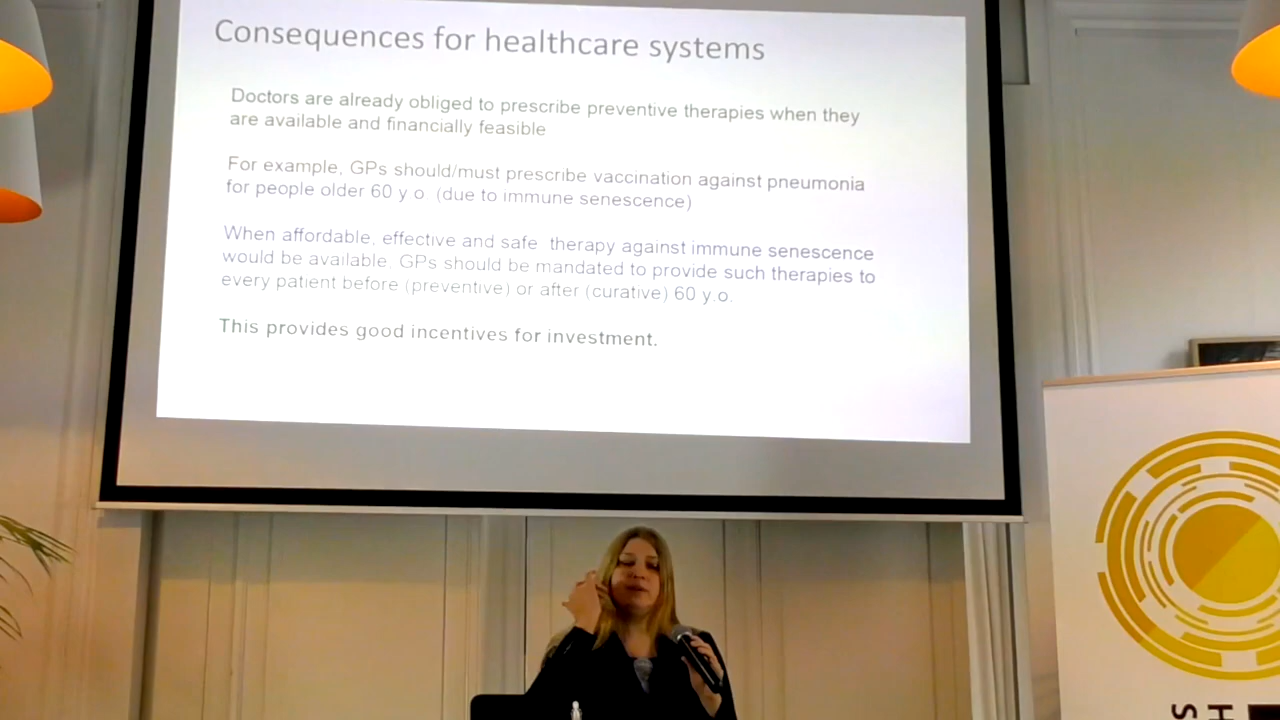 Consequences for healthcare systems
Doctors are already obliged to prescribe preventive therapies when they
are available and financially feasible
For example, GPs should/must prescribe vaccination against pneumonia
for people older 60 y o (due to immune senescence)
When affordable, effective and safe therapy against immune senescence
would be available. GPs should be mandated to provide such therapies to
every patient before (preventive) or after (curative) 60 y.o.
This provides good incentives for investment.
SH